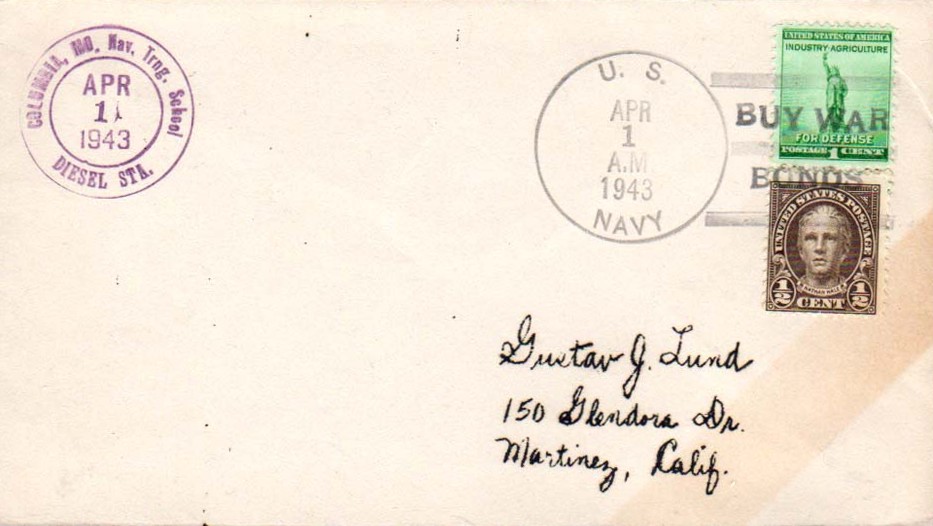 COLUMBIA, MO. Nav. Trng. School
APR
11
1943
DIESEL STA.
U. S.
APR
1
A.M
1943
NAVY
BUY WAR
BONDS
UNITED STATES OF AMERICA
INDUSTRY·AGRICULTURE
FOR DEFENSE
POSTAGE 1 CENT
UNITED STATES POSTAGE
NATHAN HALE
1/2 CENT 1/2
Gustav J. Lund
150 Glendora Dr.
Martinez, Calif.